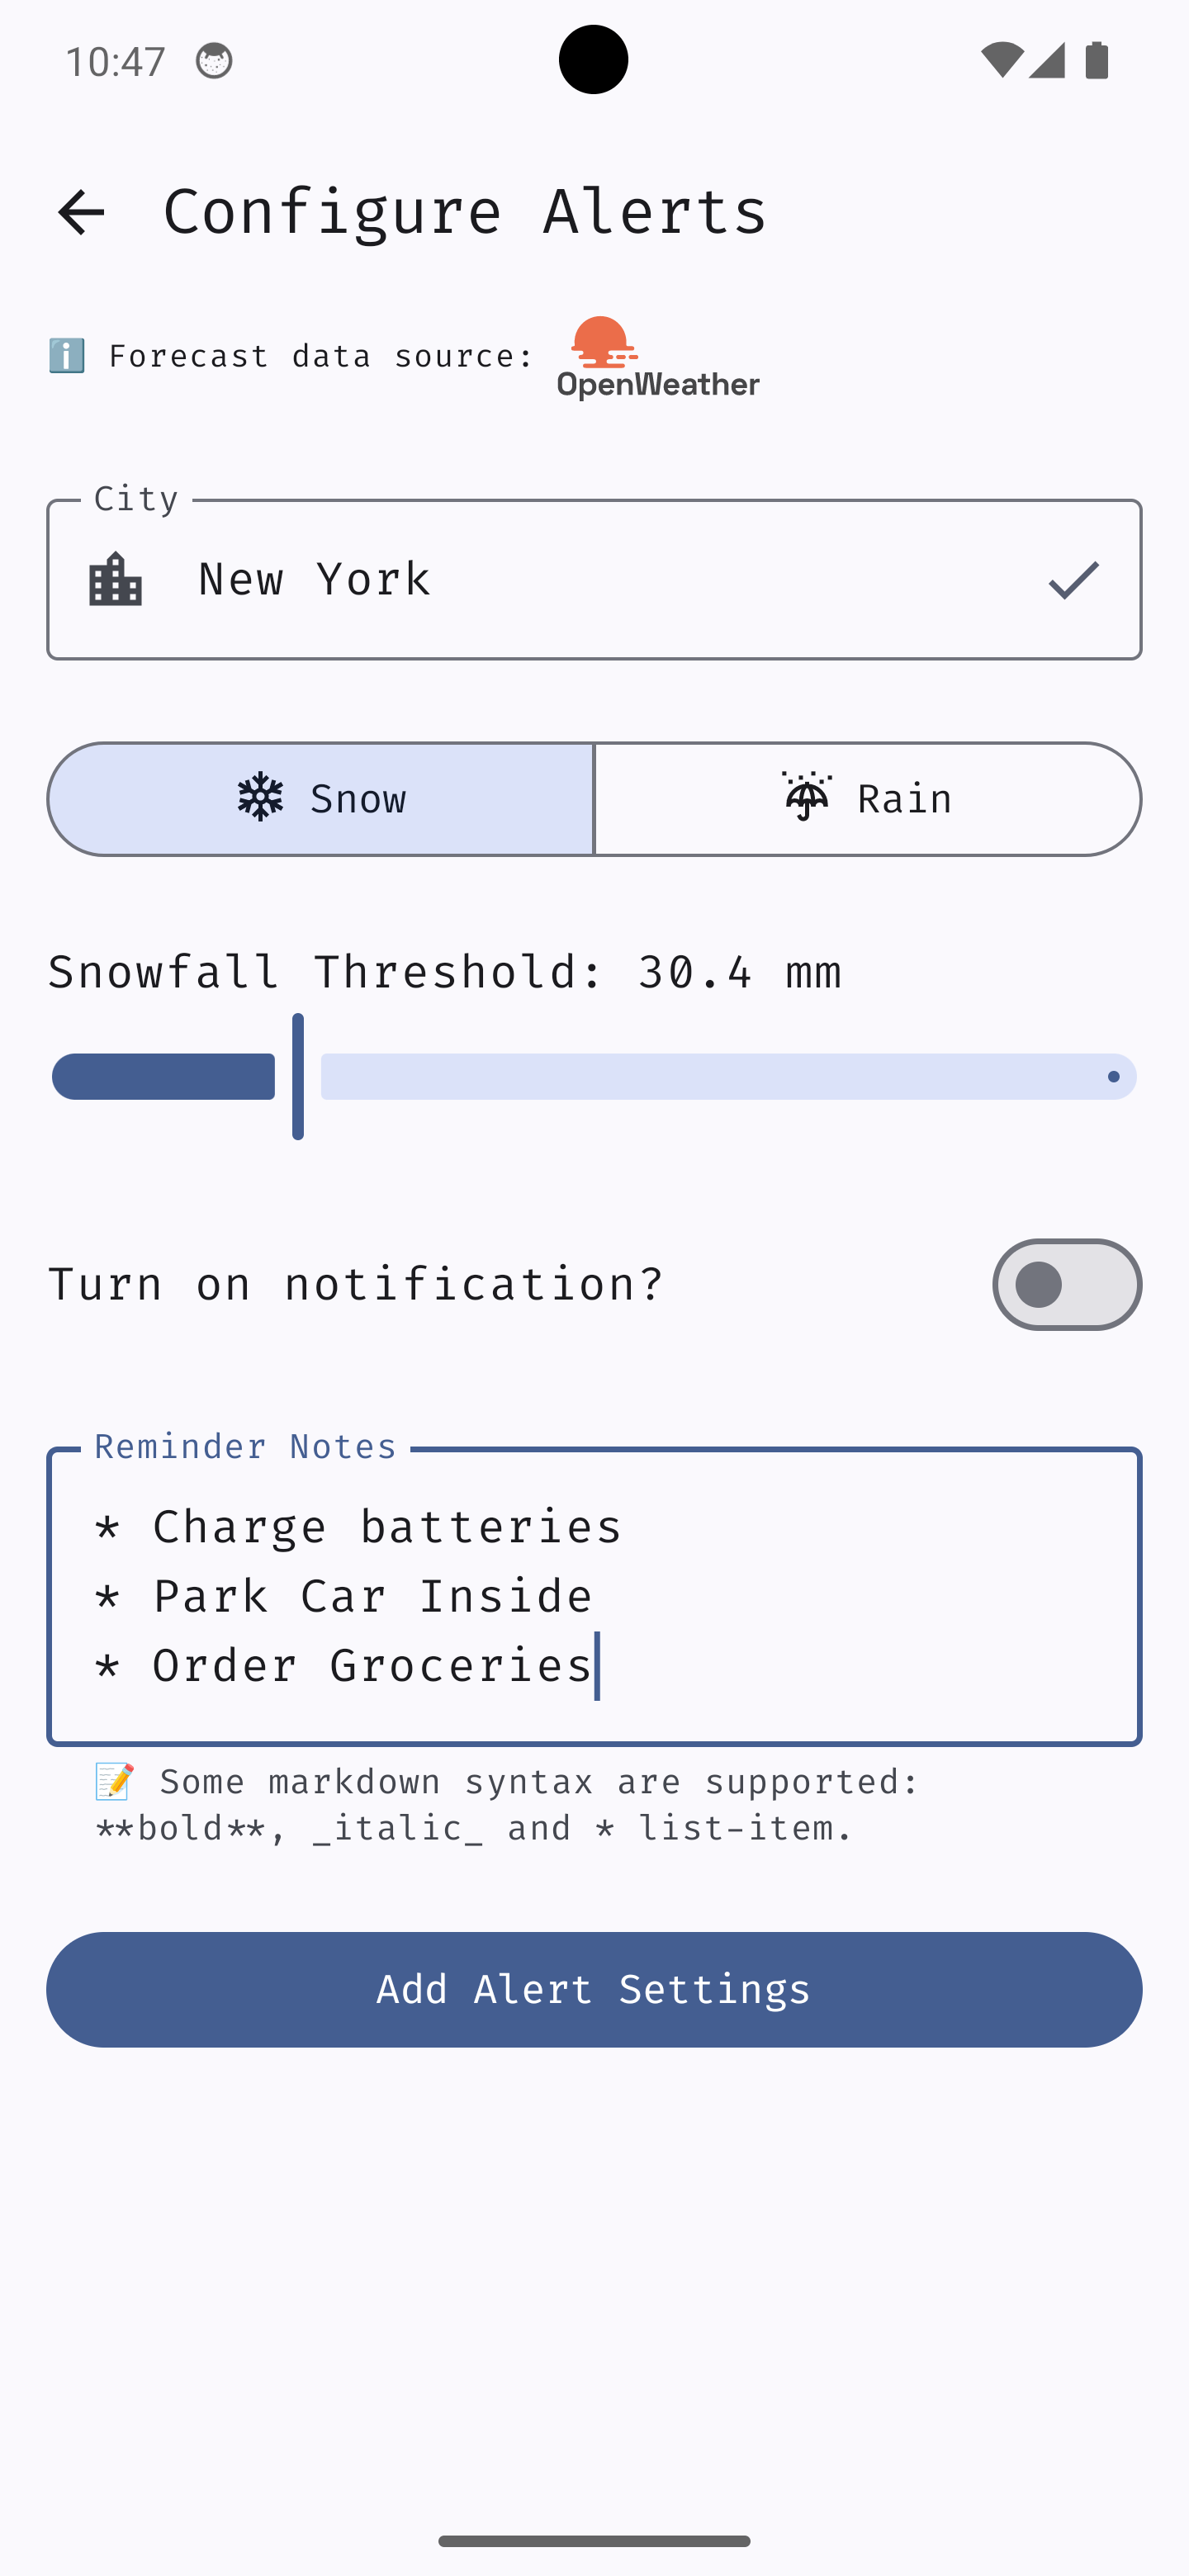 10:47
Configure Alerts
ℹ️ Forecast data source: OpenWeather
City
New York
Snow
Rain
Snowfall Threshold: 30.4 mm
Turn on notification?
Reminder Notes
* Charge batteries
* Park Car Inside
* Order Groceries
📝 Some markdown syntax are supported:
**bold**, _italic_ and * list-item.
Add Alert Settings